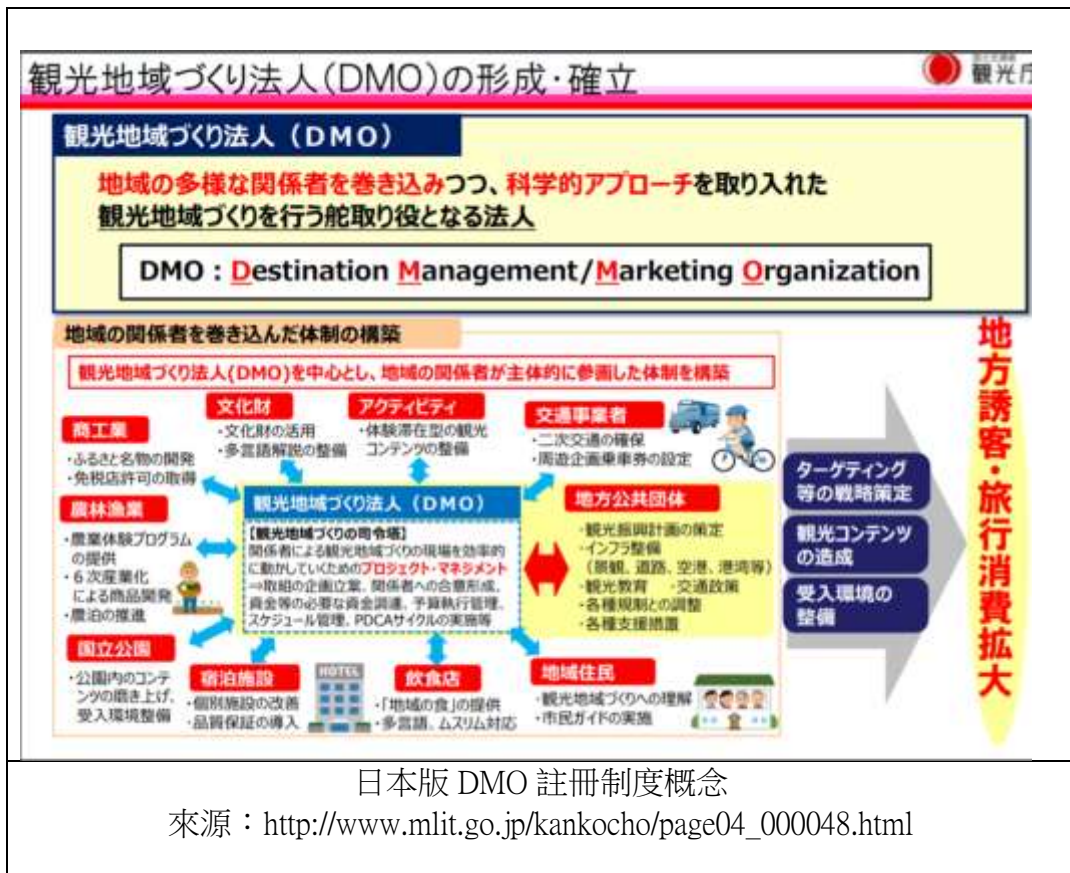 観光地域づくり法人(DMO)の形成・確立
観光庁
観光地域づくり法人（DMO）
地域の多様な関係者を巻き込みつつ、科学的アプローチを取り入れた
観光地域づくりを行う舵取り役となる法人
DMO：Destination Management/Marketing Organization
地域の関係者を巻き込んだ体制の構築
観光地域づくり法人(DMO)を中心とし、地域の関係者が主体的に参画した体制を構築
文化財
・文化財の活用
・多言語解説の整備
アクティビティ
・体験滞在型の観光
コンテンツの整備
交通事業者
・二次交通の確保
・周遊企画乗車券の設定
商工業
・ふるさと名物の開発
・免税店許可の取得
農林漁業
・農業体験プログラム
の提供
・６次産業化
による商品開発
・農泊の推進
観光地域づくり法人（DMO）
【観光地域づくりの司令塔】
関係者による観光地域づくりの現場を効率的
に動かしていくためのプロジェクト・マネジメント
⇒取組の企画立案、関係者への合意形成、
資金等の必要な資金調達、予算執行管理、
スケジュール管理、PDCAサイクルの実施等
地方公共団体
・観光振興計画の策定
・インフラ整備
（景観、道路、空港、港湾等）
・観光教育　・交通政策
・各種規制との調整
・各種支援措置
国立公園
・公園内のコンテ
ンツの磨き上げ、
受入環境整備
宿泊施設
・個別施設の改善
・品質保証の導入
HOTEL
飲食店
・「地域の食」の提供
・多言語、ムスリム対応
地域住民
・観光地域づくりへの理解
・市民ガイドの実施
ターゲティング
等の戦略策定
観光コンテンツ
の造成
受入環境の
整備
地方誘客・旅行消費拡大
日本版 DMO 註冊制度概念
來源：http://www.mlit.go.jp/kankocho/page04_000048.html